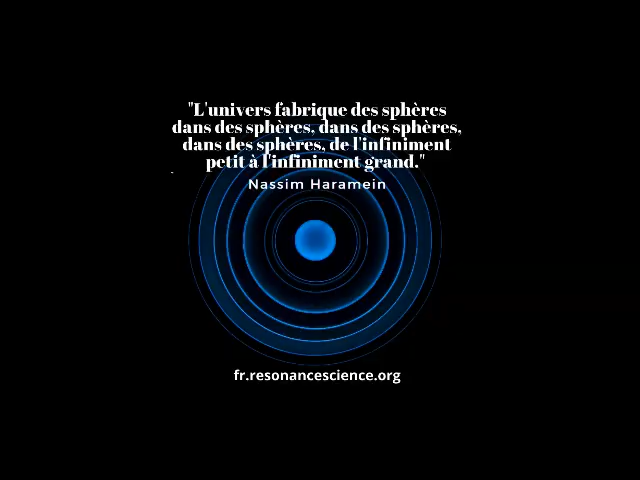 "L'univers fabrique des sphères
dans des sphères, dans des sphères,
dans des sphères, de l'infiniment
petit à l'infiniment grand."
Nassim Haramein
fr.resonancescience.org